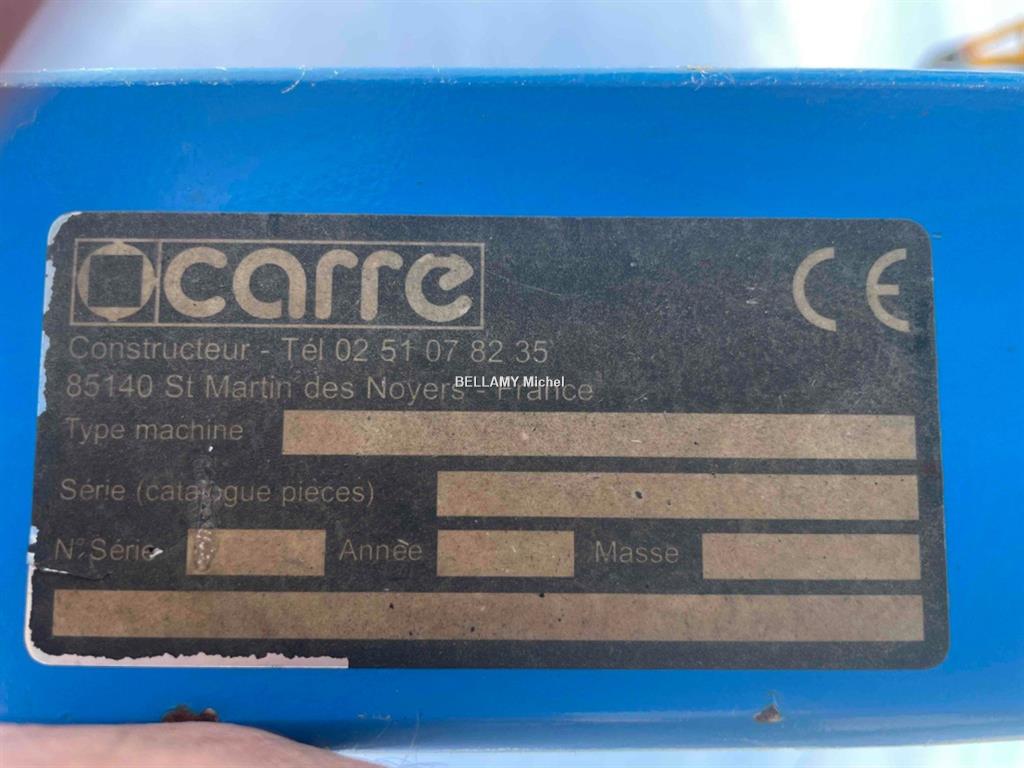 carre
CE
Constructeur - Tél 02 51 07 82 35
85140 St Martin des Noyers - France
BELLAMY Michel
Type machine
Série (catalogue pièces)
N° Série Année Masse